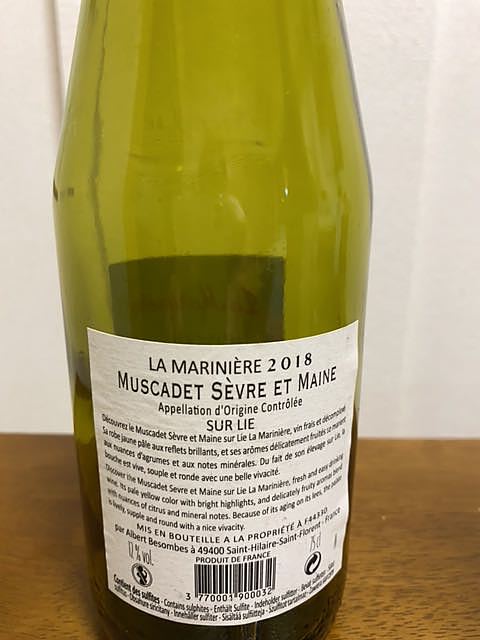 LA MARINIÈRE 2018
MUSCADET SÈVRE ET MAINE
Appellation d'Origine Contrôlée
SUR LIE
Découvrez le Muscadet Sèvre et Maine sur Lie La Marinière, vin frais et décomplexé.
Sa robe jaune pâle aux reflets brillants, et ses arômes délicatement fruités se marient
aux nuances d'agrumes et aux notes minérales. Du fait de son élevage sur Lie, la
bouche est vive, souple et ronde avec une belle vivacité.
Discover the Muscadet Sevre et Maine sur Lie La Marinière, fresh and easy drinking
wine. Its pale yellow color with bright highlights, and delicately fruity aromas blend
with nuances of citrus and mineral notes. Because of its aging on its lees, the palate
is lively, supple and round with a nice vivacity.
MIS EN BOUTEILLE A LA PROPRIÉTÉ À F44330
par Albert Besombes à 49400 Saint-Hilaire-Saint-Florent - France
PRODUIT DE FRANCE
12 % vol.
75 cl
3 770001 900032
Contient des sulfites - Contains sulphites - Enthält Sulfite - Indeholder sulfitter